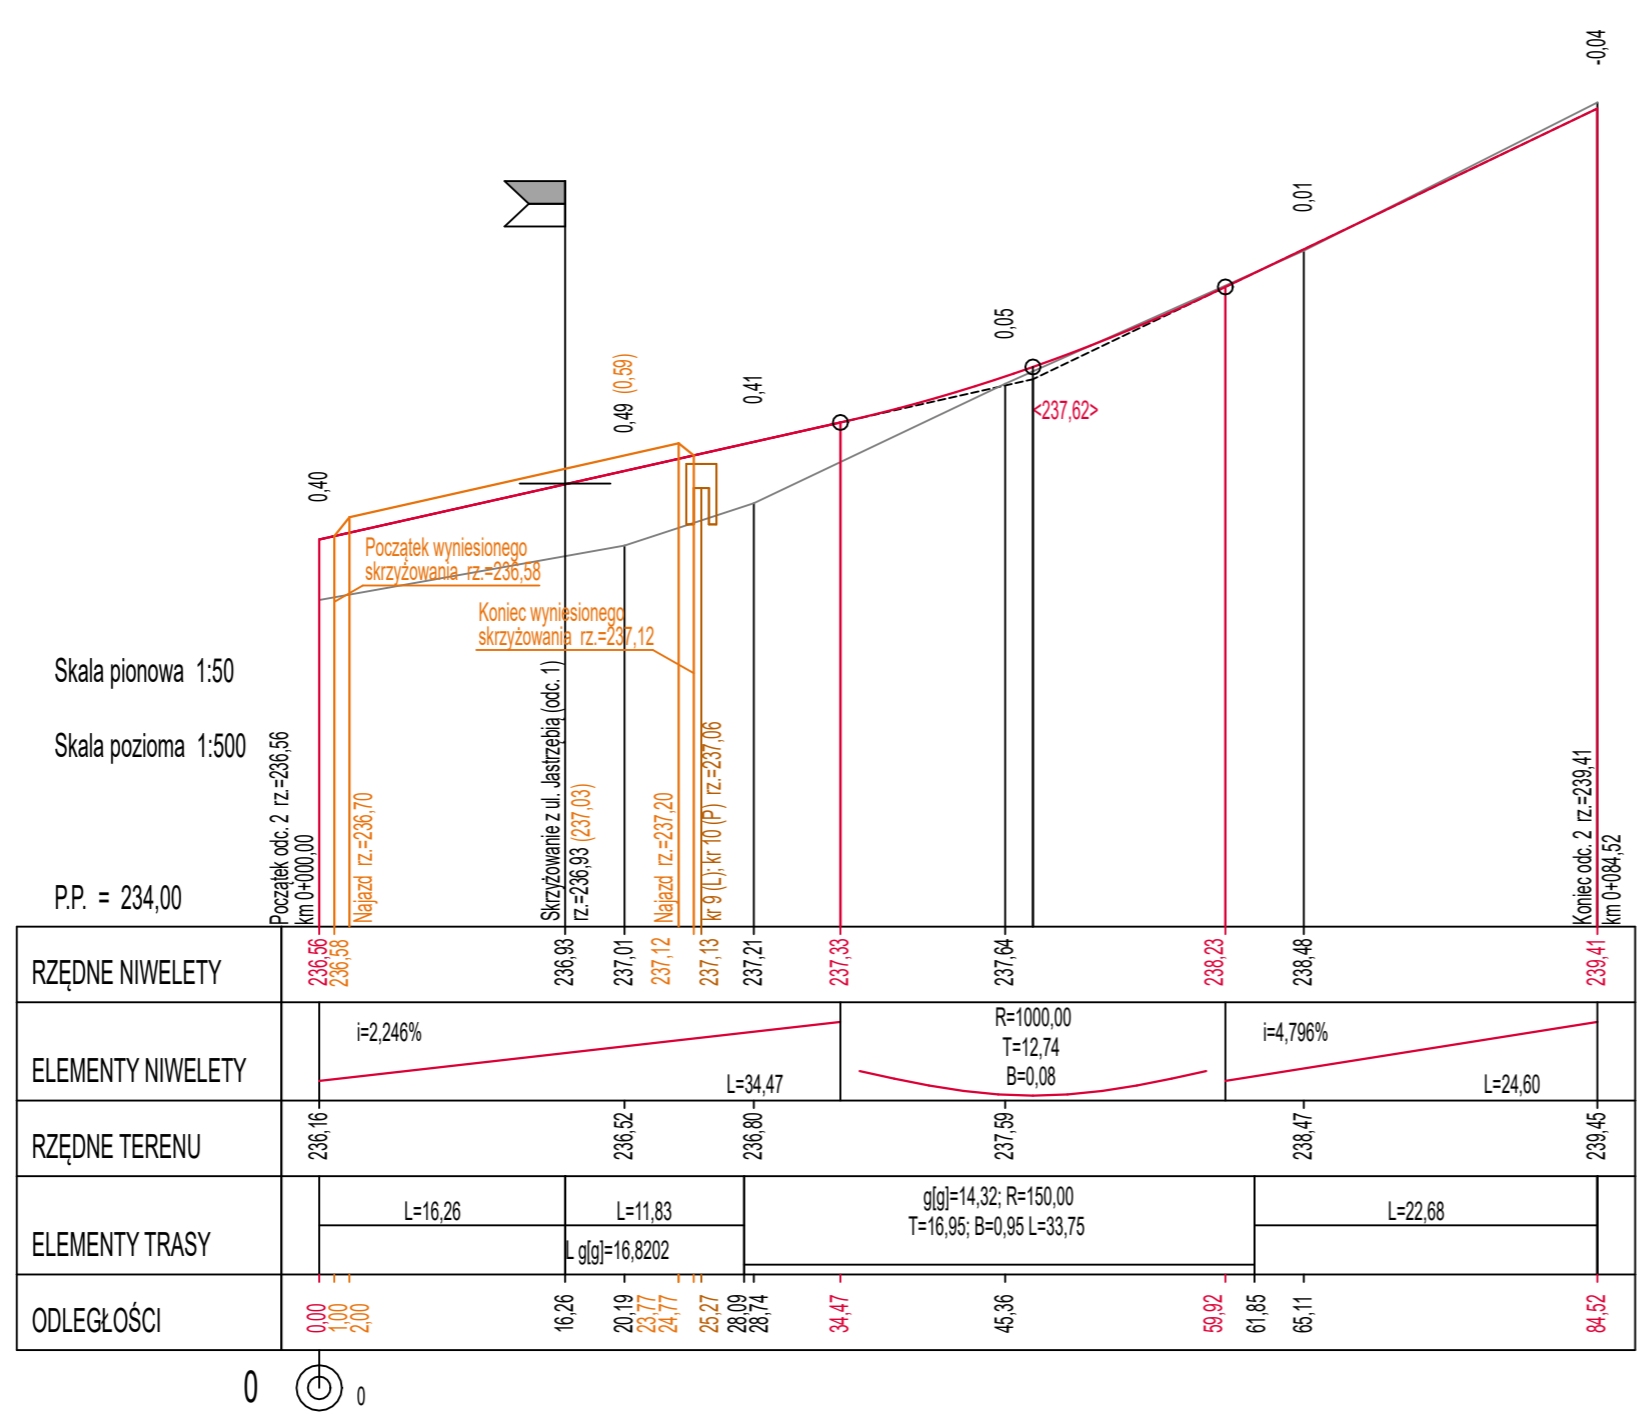 -0,04
0,01
0,05
0,49 (0,59)
0,41
0,40
<237,62>
Początek wyniesionego
skrzyżowania rz.=236,58
Koniec wyniesionego
skrzyżowania rz.=237,12
Skala pionowa 1:50
Skala pozioma 1:500
P.P. = 234,00
Początek odc. 2 rz.=236,56
km 0+000,00
Najazd rz.=236,70
Skrzyżowanie z ul. Jastrzębią (odc. 1)
rz.=236,93 (237,03)
Najazd rz.=237,20
kr 9 (L); kr 10 (P) rz.=237,06
Koniec odc. 2 rz.=239,41
km 0+084,52
RZĘDNE NIWELETY
236,56 236,58 236,93 237,01 237,12 237,13 237,21 237,33 237,64 238,23 238,48 239,41
ELEMENTY NIWELETY
i=2,246%
L=34,47
R=1000,00
T=12,74
B=0,08
i=4,796%
L=24,60
RZĘDNE TERENU
236,16 236,52 236,80 237,59 238,47 239,45
ELEMENTY TRASY
L=16,26
L=11,83
L g[g]=16,8202
g[g]=14,32; R=150,00
T=16,95; B=0,95 L=33,75
L=22,68
ODLEGŁOŚCI
0,00 1,00 2,00 16,26 20,19 23,77 24,77 25,27 28,09 28,74 34,47 45,36 59,92 61,85 65,11 84,52
0 0